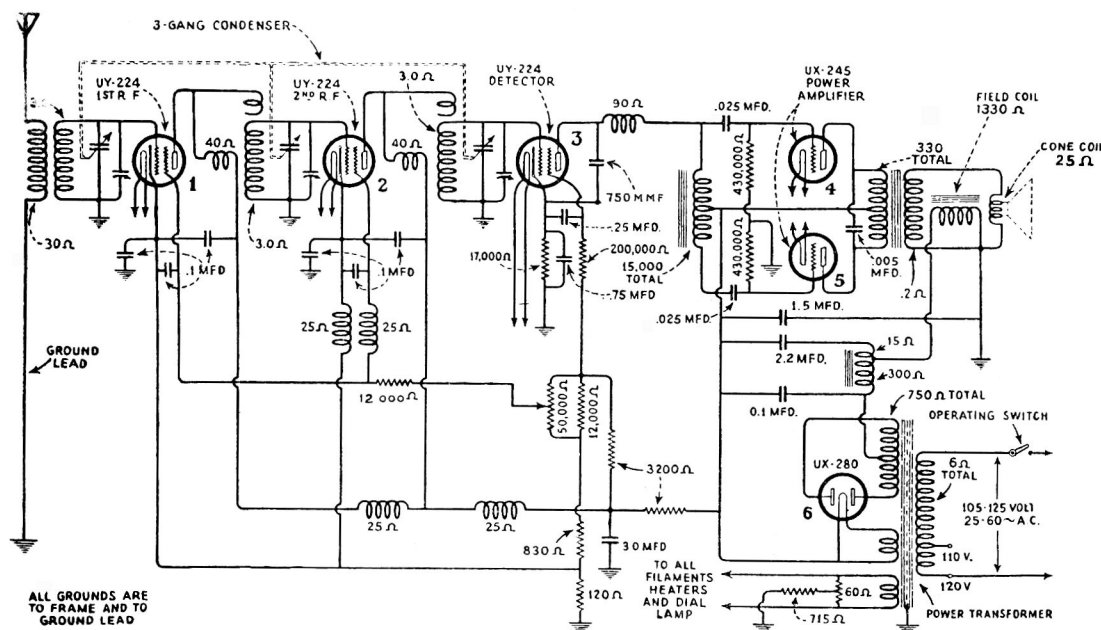 3-GANG CONDENSER
UY-224
1ST R F
3.0Ω
UY-224
2ND R F
3.0Ω
UY-224
DETECTOR
UX-245
POWER
AMPLIFIER
FIELD COIL
1330 Ω
CONE COIL
25 Ω
40Ω
40Ω
90Ω
.025 MFD.
330
TOTAL
1
2
3
4
5
430,000Ω
430,000Ω
750 MMF
.25 MFD.
200,000Ω
17,000Ω
15,000
TOTAL
.75 MFD
30Ω
3.0Ω
.1 MFD
.1 MFD
.005
MFD.
.2Ω
.025 MFD.
1.5 MFD.
25Ω
25Ω
2.2 MFD.
15Ω
300Ω
0.1 MFD.
GROUND
LEAD
12000Ω
50,000Ω
12,000Ω
750Ω TOTAL
OPERATING SWITCH
UX-280
6
6Ω
TOTAL
3200Ω
105-125 VOLT
25-60~A C.
25Ω
25Ω
830Ω
30 MFD
110 V.
120 V
120Ω
TO ALL
FILAMENTS
HEATERS
AND DIAL
LAMP
60Ω
.715Ω
POWER TRANSFORMER
ALL GROUNDS ARE
TO FRAME AND TO
GROUND LEAD